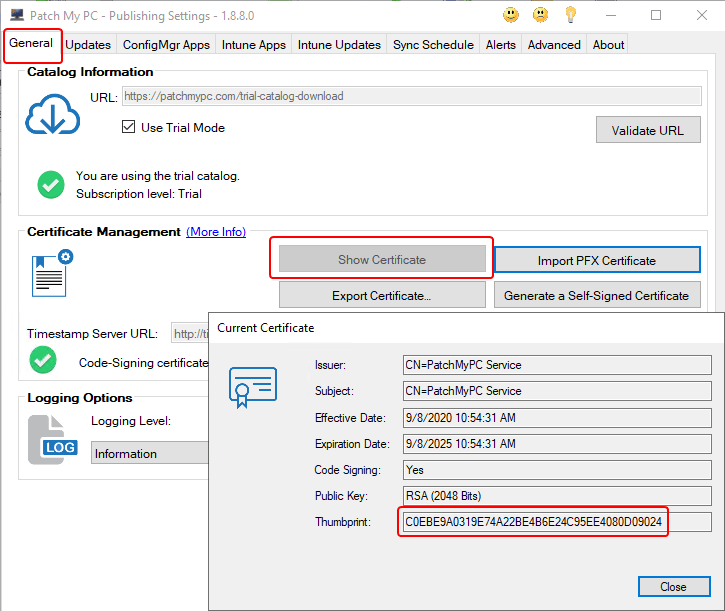 Patch My PC - Publishing Settings - 1.8.8.0
General Updates ConfigMgr Apps Intune Apps Intune Updates Sync Schedule Alerts Advanced About
Catalog Information
URL: https://patchmypc.com/trial-catalog-download
Use Trial Mode
Validate URL
You are using the trial catalog.
Subscription level: Trial
Certificate Management (More Info)
Show Certificate Import PFX Certificate
Export Certificate... Generate a Self-Signed Certificate
Timestamp Server URL: http://ti
Code-Signing certificate
Logging Options
Logging Level:
LOG
Information
Current Certificate
Issuer: CN=PatchMyPC Service
Subject: CN=PatchMyPC Service
Effective Date: 9/8/2020 10:54:31 AM
Expiration Date: 9/8/2025 10:54:31 AM
Code Signing: Yes
Public Key: RSA (2048 Bits)
Thumbprint: C0EBE9A0319E74A22BE4B6E24C95EE4080D09024
Close